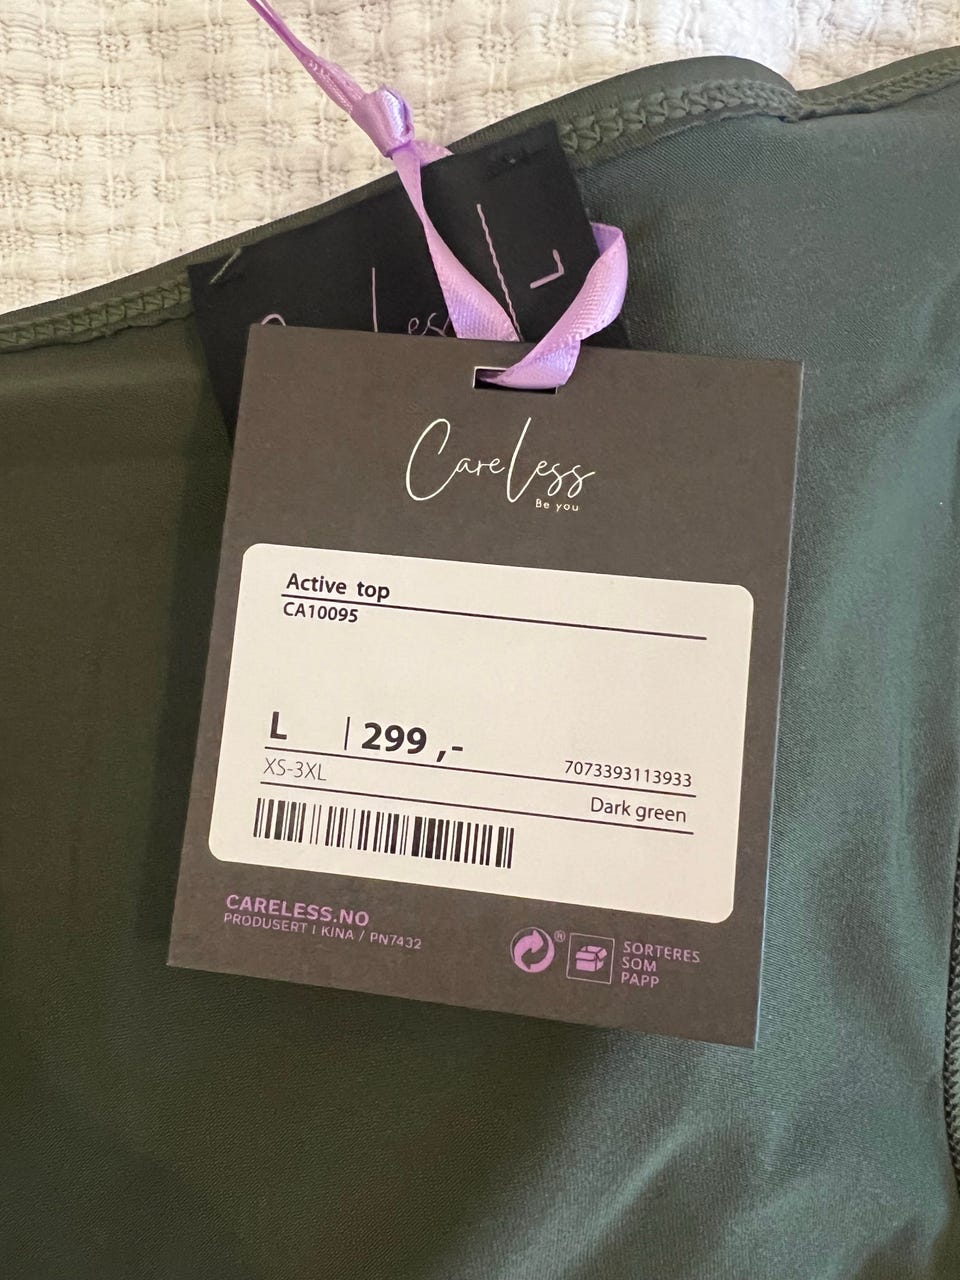 L
Careless
Be you
Active top
CA10095
L | 299 ,-
XS-3XL
7073393113933
Dark green
CARELESS.NO
PRODUSERT I KINA / PN7432
®
SORTERES
SOM
PAPP